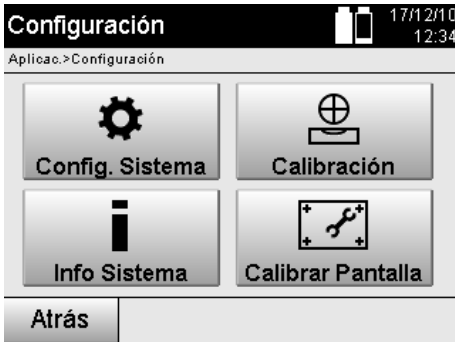 Configuración
17/12/10
12:34
Aplicac.>Configuración
Config. Sistema
Calibración
Info Sistema
Calibrar Pantalla
Atrás